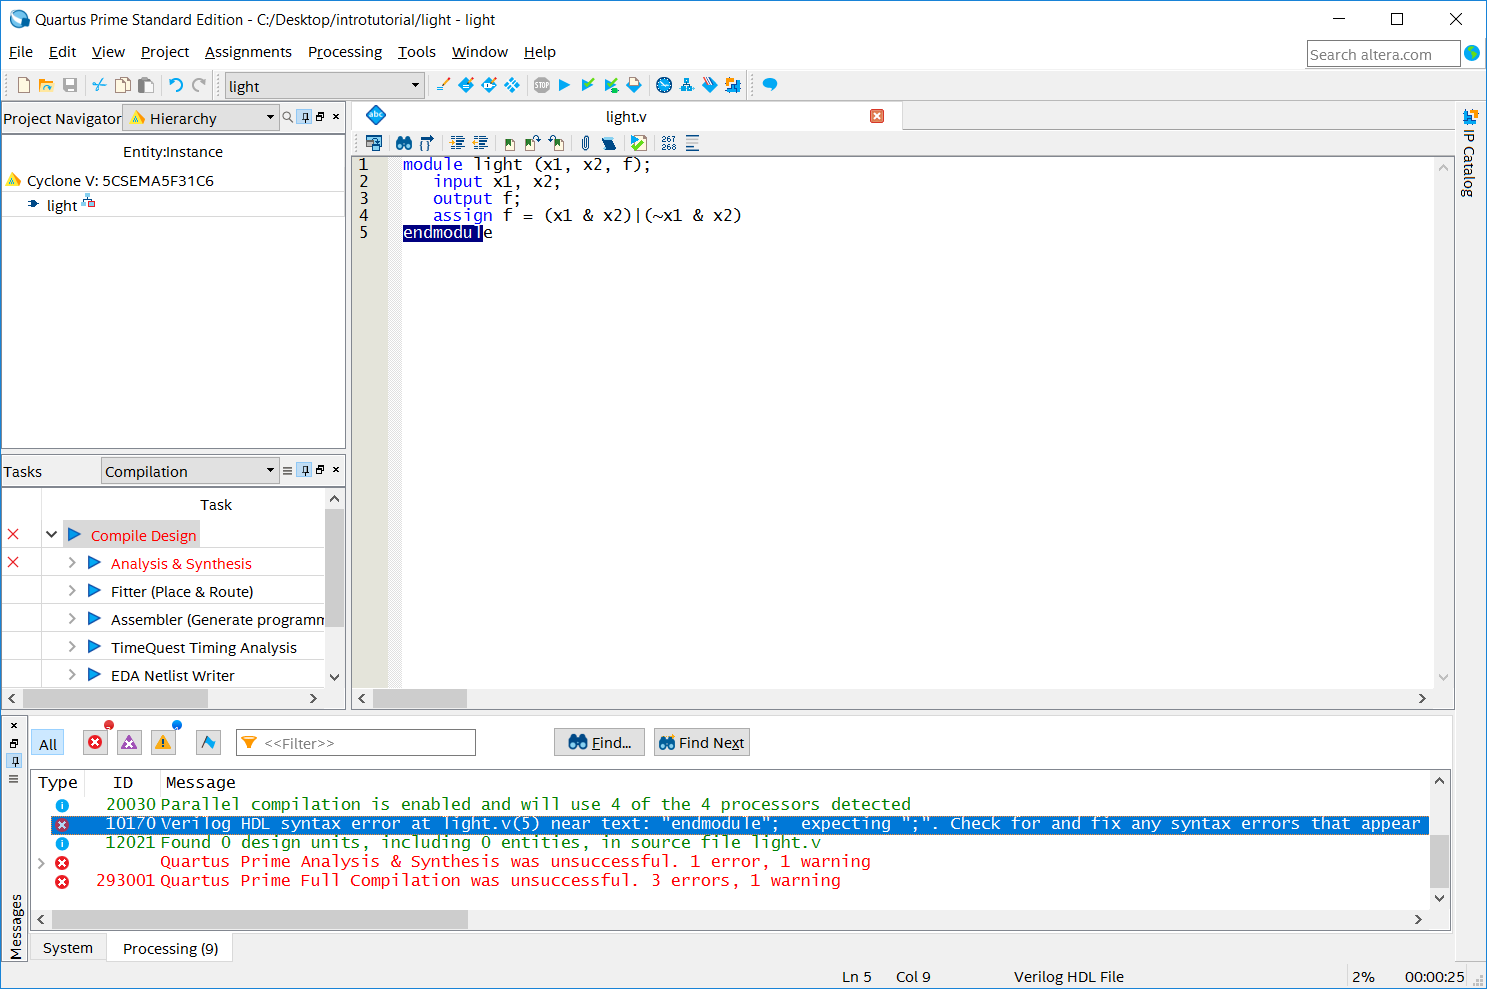 Quartus Prime Standard Edition - C:/Desktop/introtutorial/light - light
File Edit View Project Assignments Processing Tools Window Help
Search altera.com
light
STOP
Project Navigator Hierarchy
Entity:Instance
Cyclone V: 5CSEMA5F31C6
light
abc light.v
267
268
1 module light (x1, x2, f);
2 input x1, x2;
3 output f;
4 assign f = (x1 & x2)|(~x1 & x2)
5 endmodule
IP Catalog
Tasks Compilation
Task
Compile Design
Analysis & Synthesis
Fitter (Place & Route)
Assembler (Generate programm
TimeQuest Timing Analysis
EDA Netlist Writer
All <<Filter>> Find... Find Next
Type ID Message
20030 Parallel compilation is enabled and will use 4 of the 4 processors detected
10170 Verilog HDL syntax error at light.v(5) near text: "endmodule";  expecting ";". Check for and fix any syntax errors that appear
12021 Found 0 design units, including 0 entities, in source file light.v
Quartus Prime Analysis & Synthesis was unsuccessful. 1 error, 1 warning
293001 Quartus Prime Full Compilation was unsuccessful. 3 errors, 1 warning
Messages
System Processing (9)
Ln 5 Col 9 Verilog HDL File 2% 00:00:25